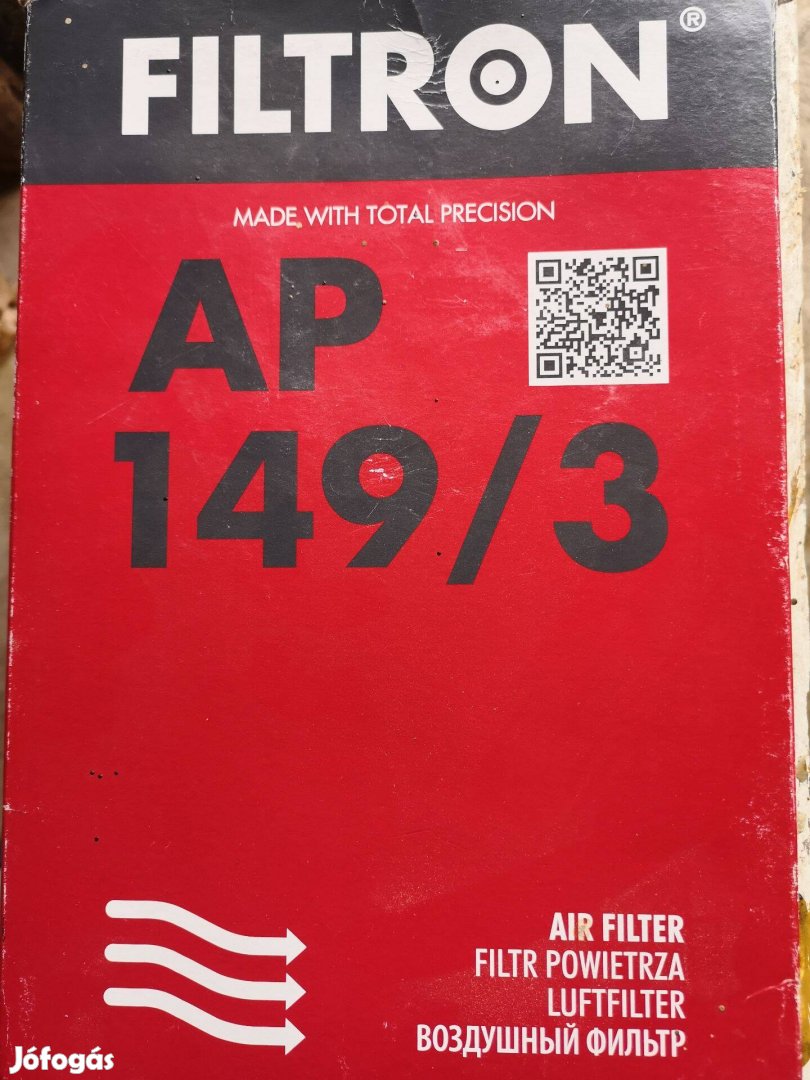 FILTRON®
MADE WITH TOTAL PRECISION
AP
149/3
AIR FILTER
FILTR POWIETRZA
LUFTFILTER
ВОЗДУШНЫЙ ФИЛЬТР
Jófogás